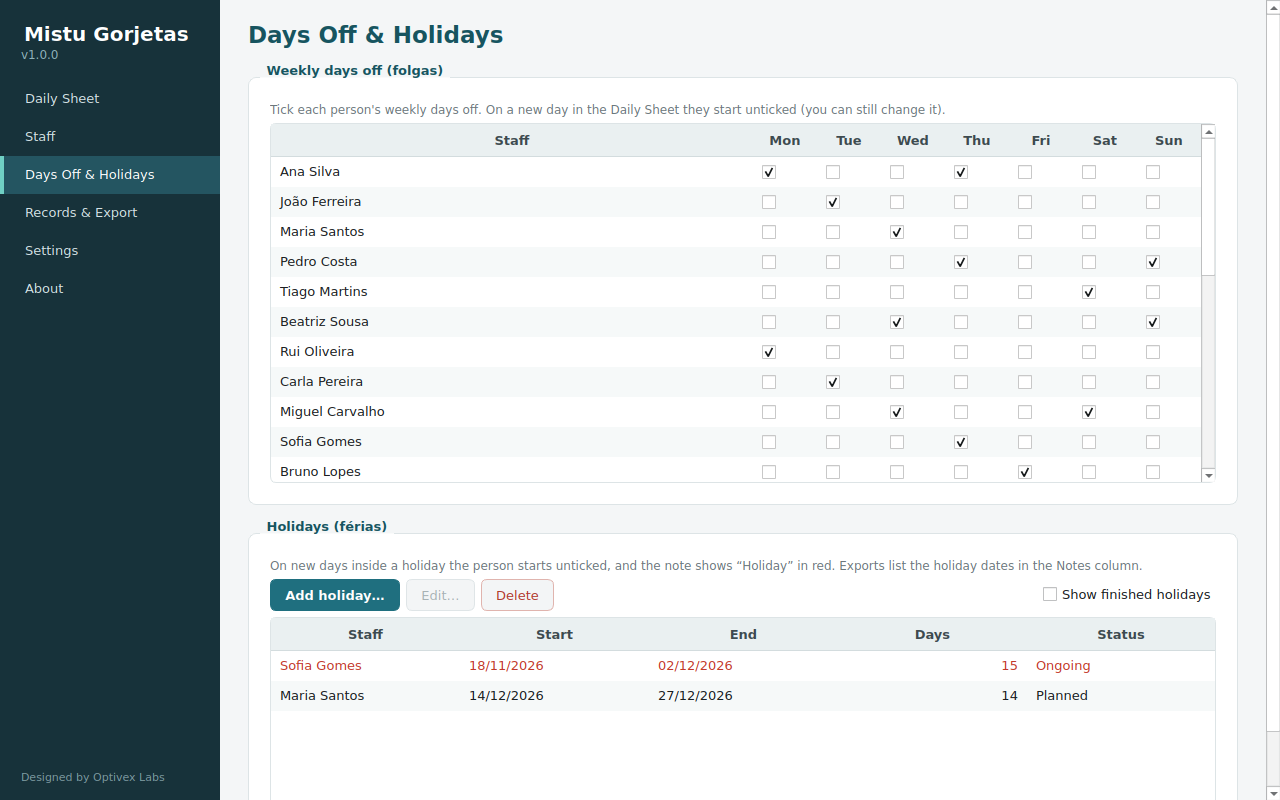 Mistu Gorjetas
v1.0.0
Daily Sheet
Staff
Days Off & Holidays
Records & Export
Settings
About
Designed by Optivex Labs
Days Off & Holidays
Weekly days off (folgas)
Tick each person's weekly days off. On a new day in the Daily Sheet they start unticked (you can still change it).
Staff Mon Tue Wed Thu Fri Sat Sun
Ana Silva
João Ferreira
Maria Santos
Pedro Costa
Tiago Martins
Beatriz Sousa
Rui Oliveira
Carla Pereira
Miguel Carvalho
Sofia Gomes
Bruno Lopes
Holidays (férias)
On new days inside a holiday the person starts unticked, and the note shows “Holiday” in red. Exports list the holiday dates in the Notes column.
Add holiday... Edit... Delete Show finished holidays
Staff Start End Days Status
Sofia Gomes 18/11/2026 02/12/2026 15 Ongoing
Maria Santos 14/12/2026 27/12/2026 14 Planned